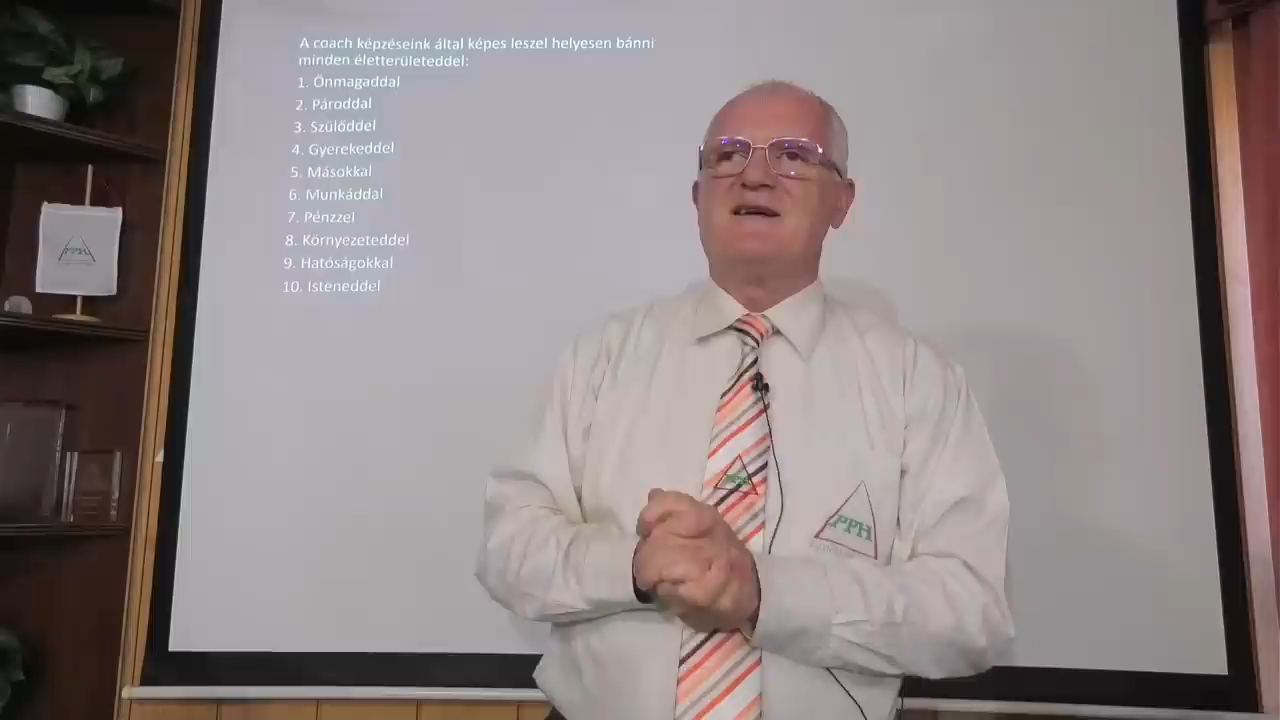 A coach képzéseink által képes leszel helyesen bánni
minden életterületeddel:
1. Önmagaddal
2. Pároddal
3. Szülőddel
4. Gyerekeddel
5. Másokkal
6. Munkáddal
7. Pénzzel
8. Környezeteddel
9. Hatóságokkal
10. Isteneddel
PPH